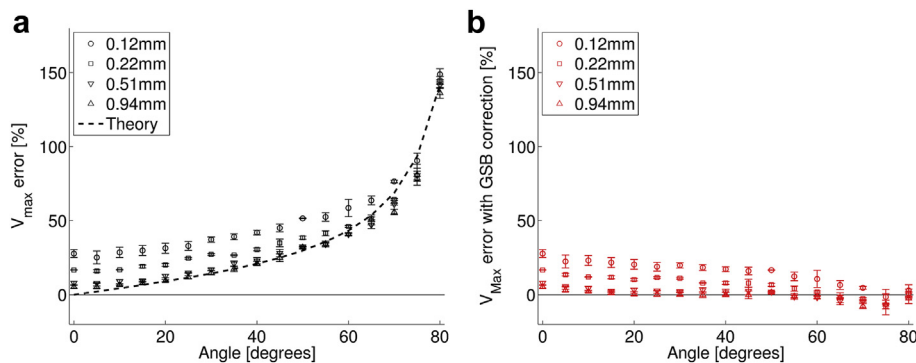 a
b
0.12mm
0.22mm
0.51mm
0.94mm
Theory
0.12mm
0.22mm
0.51mm
0.94mm
150
100
50
0
Vmax error [%]
0 20 40 60 80
Angle [degrees]
150
100
50
0
VMax error with GSB correction [%]
0 20 40 60 80
Angle [degrees]